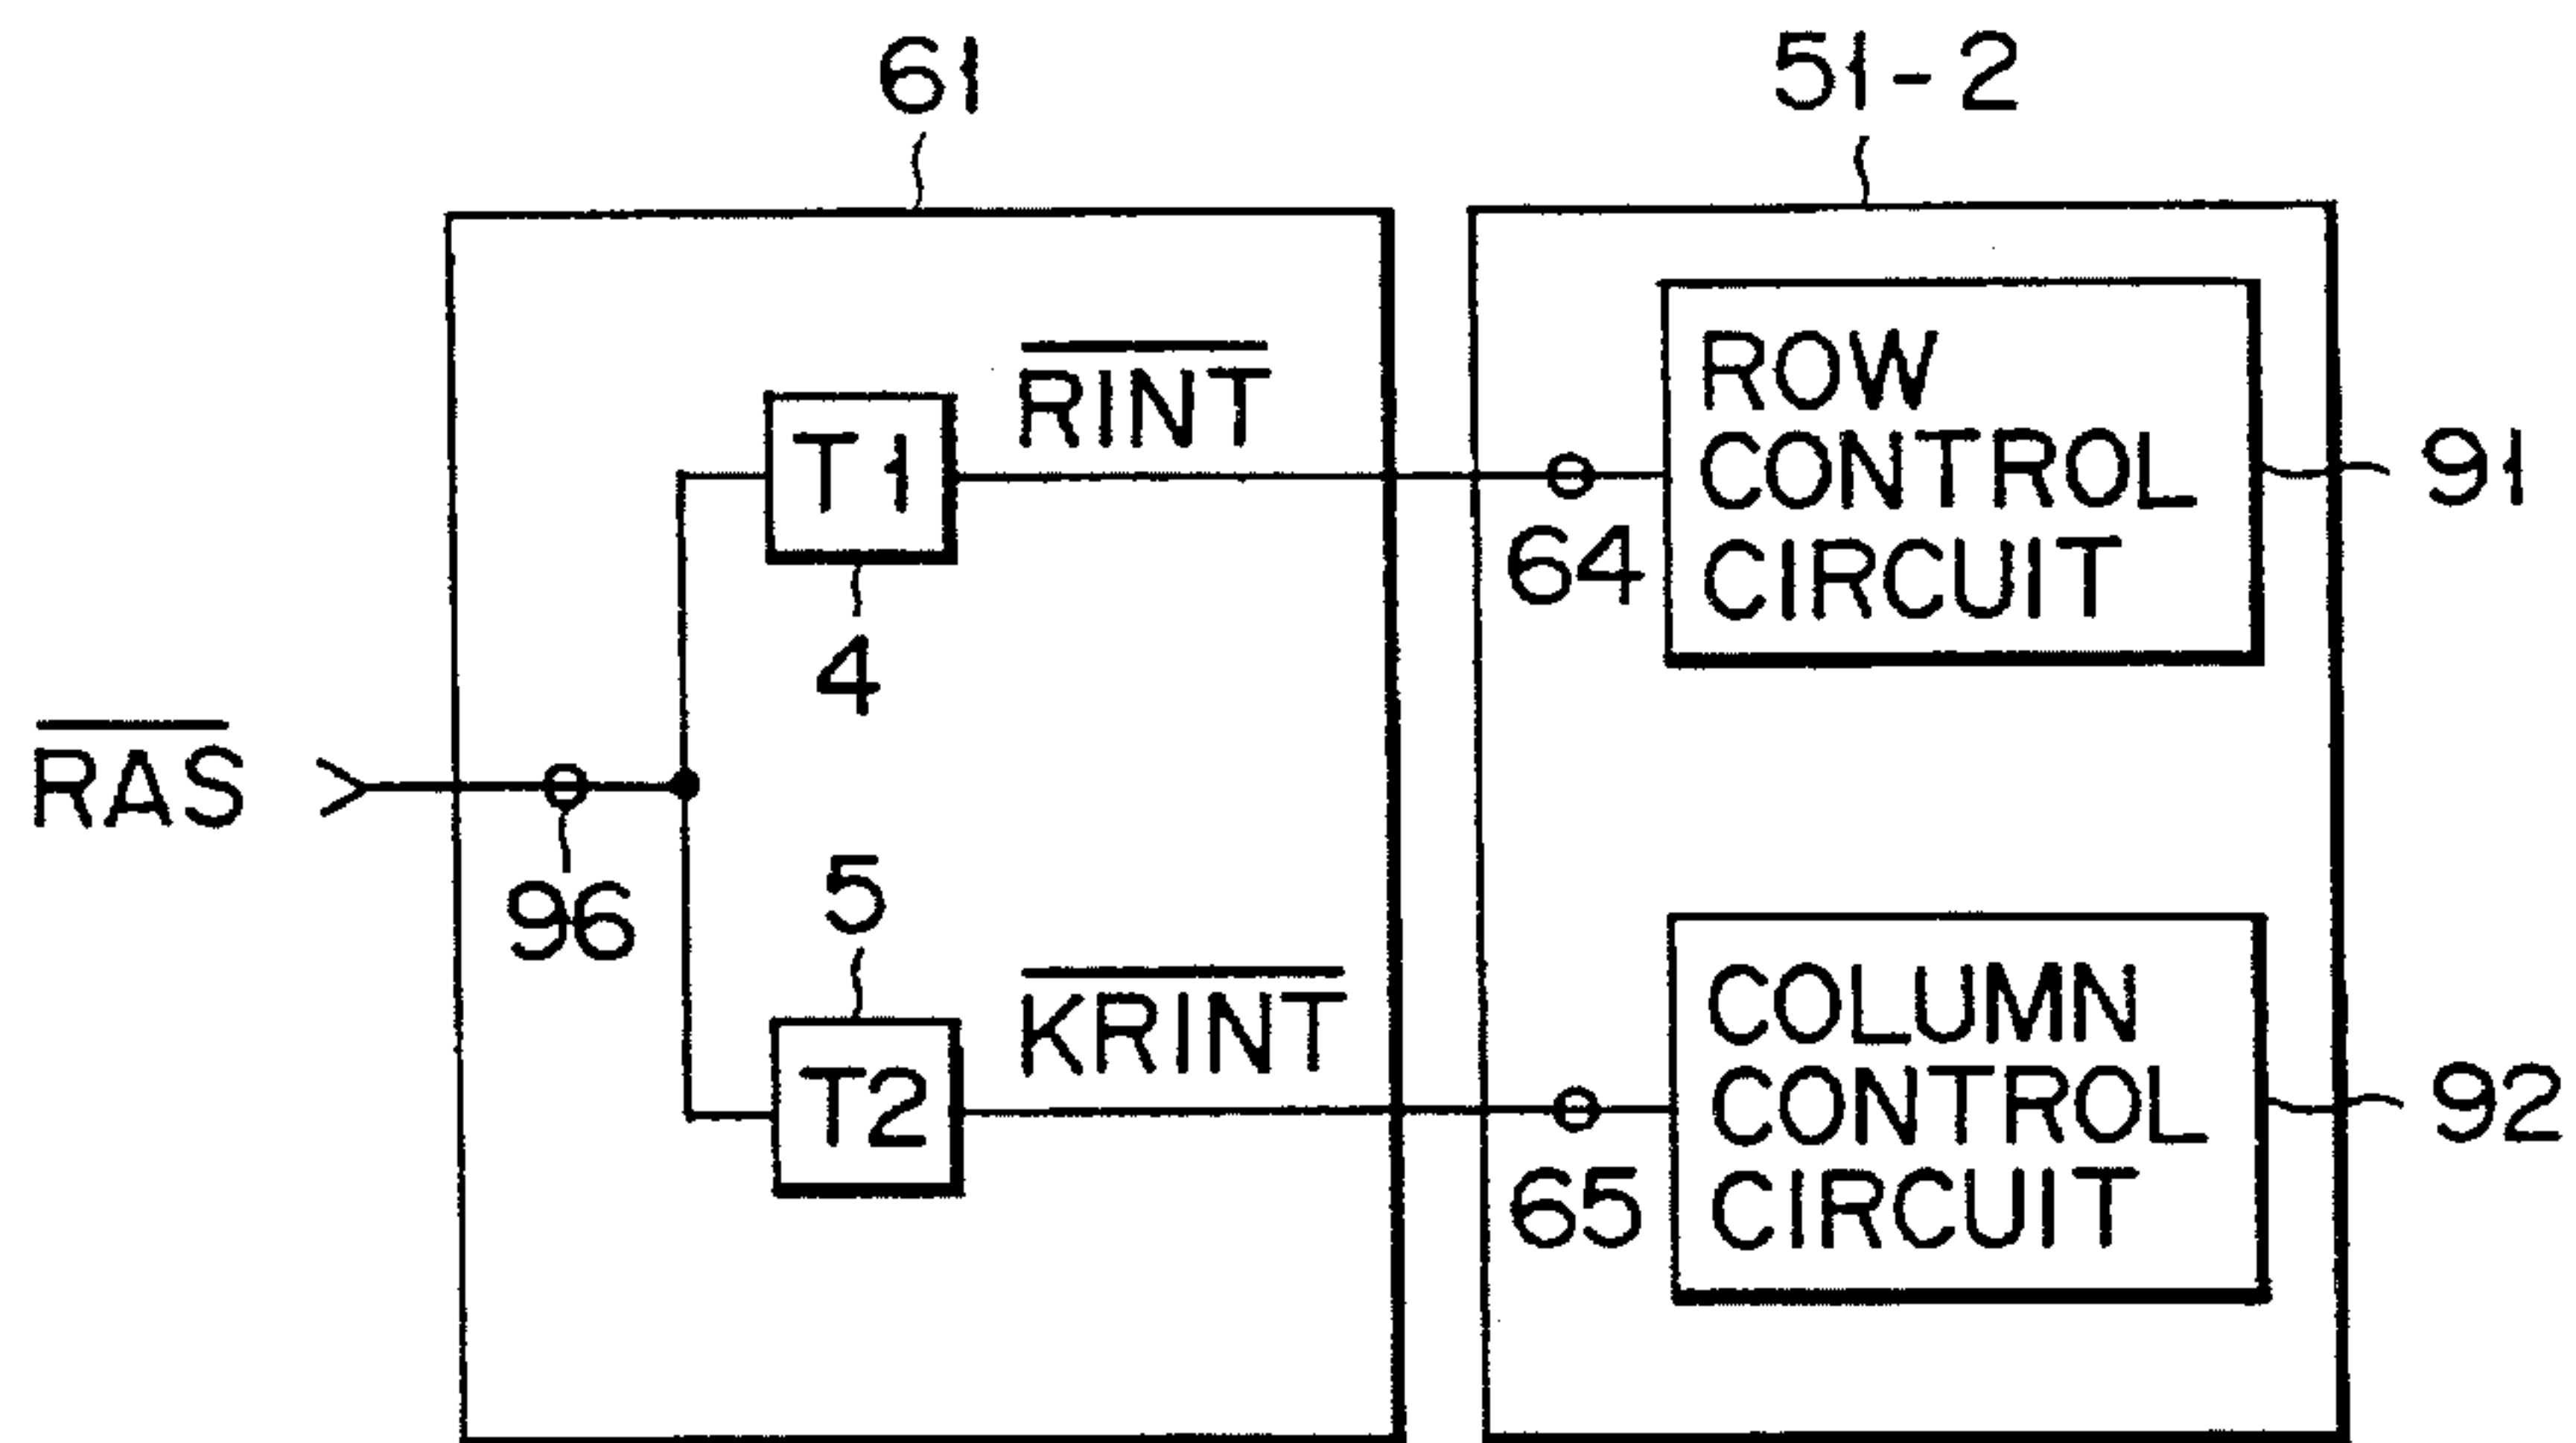 61
51-2
RINT
T1
4
ROW
CONTROL
CIRCUIT
91
64
RAS
96
5
KRINT
T2
COLUMN
CONTROL
CIRCUIT
92
65